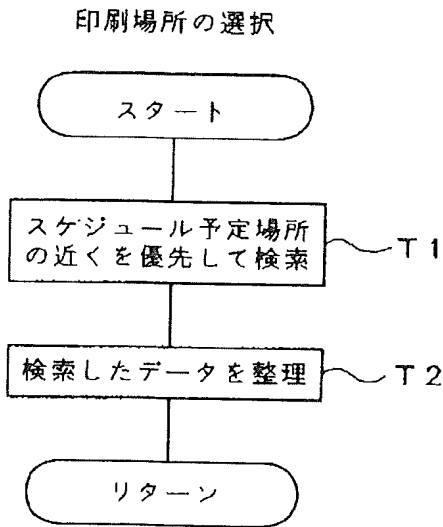 印刷場所の選択
スタート
スケジュール予定場所
の近くを優先して検索
T1
検索したデータを整理
T2
リターン